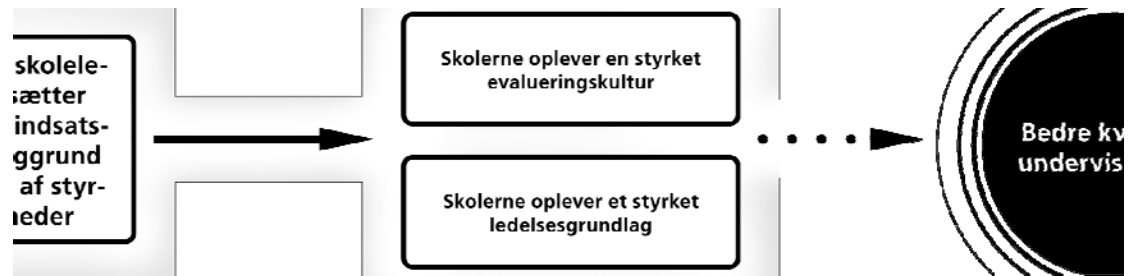 skolele-
sætter
indsats-
ggrund
af styr-
heder
Skolerne oplever en styrket
evalueringskultur
Skolerne oplever et styrket
ledelsesgrundlag
Bedre kv
undervis